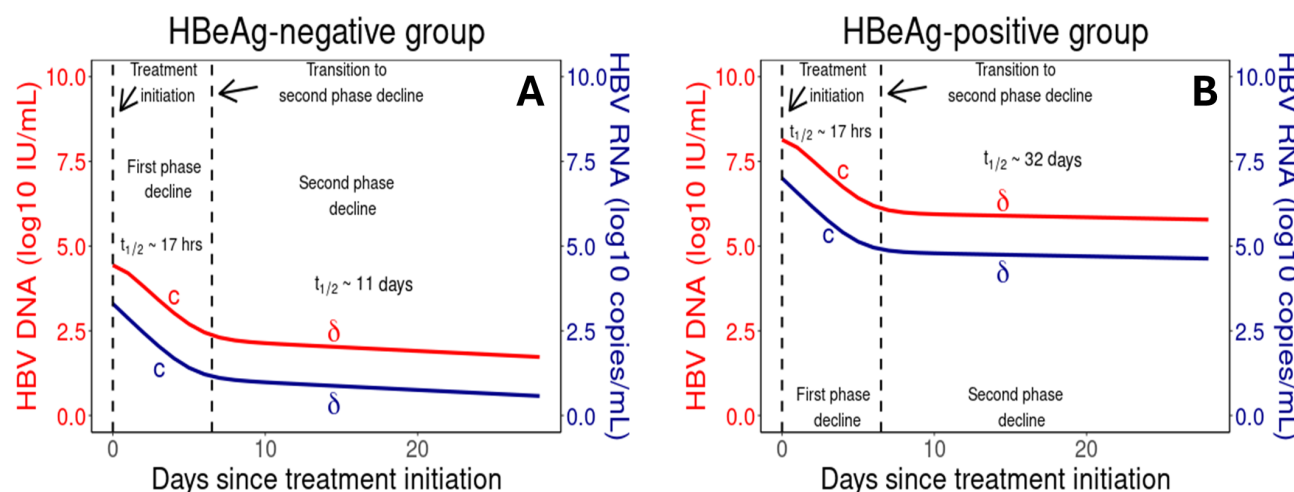 HBeAg-negative group
HBV DNA (log10 IU/mL)
10.0
7.5
5.0
2.5
0.0
Treatment
initiation
Transition to
second phase decline
A
First phase
decline
Second phase
decline
t1/2 ~ 17 hrs
t1/2 ~ 11 days
c
δ
c
δ
10.0
7.5
5.0
2.5
0.0
HBV RNA (log10 copies/mL)
0
10
20
Days since treatment initiation
HBeAg-positive group
HBV DNA (log10 IU/mL)
10.0
7.5
5.0
2.5
0.0
Treatment
initiation
Transition to
second phase decline
B
t1/2 ~ 17 hrs
t1/2 ~ 32 days
c
δ
c
δ
First phase
decline
Second phase
decline
10.0
7.5
5.0
2.5
0.0
HBV RNA (log10 copies/mL)
0
10
20
Days since treatment initiation